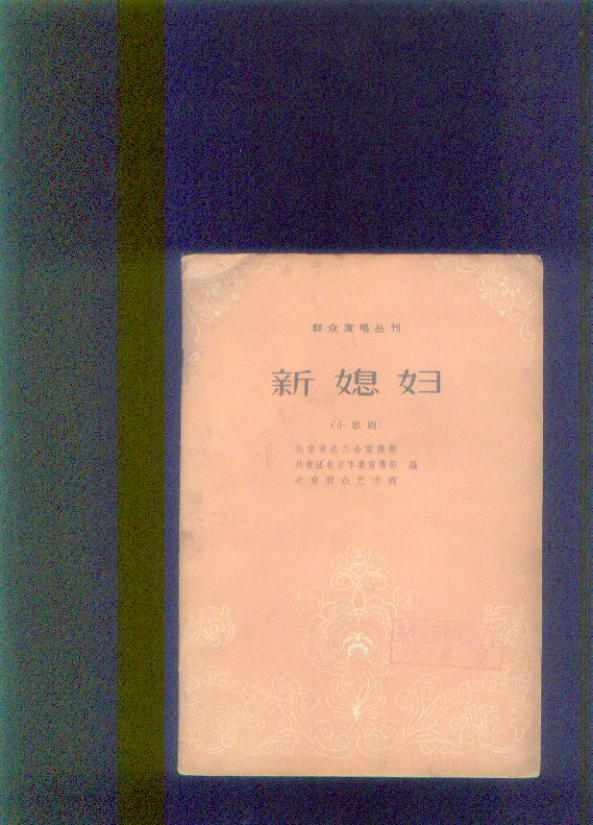 群众演唱丛刊
新媳妇
（小歌剧）
北京市总工会宣传部
共青团北京市委宣传部 编
北京群众艺术馆